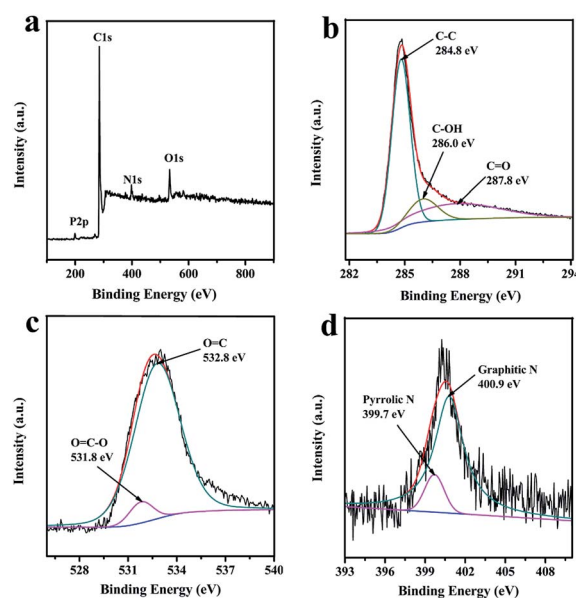 a
C1s
N1s
O1s
P2p
Intensity (a.u.)
200 400 600 800
Binding Energy (eV)
b
C-C
284.8 eV
C-OH
286.0 eV
C=O
287.8 eV
Intensity (a.u.)
282 285 288 291 294
Binding Energy (eV)
c
O=C
532.8 eV
O=C-O
531.8 eV
Intensity (a.u.)
528 531 534 537 540
Binding Energy (eV)
d
Graphitic N
400.9 eV
Pyrrolic N
399.7 eV
Intensity (a.u.)
393 396 399 402 405 408
Binding Energy (eV)